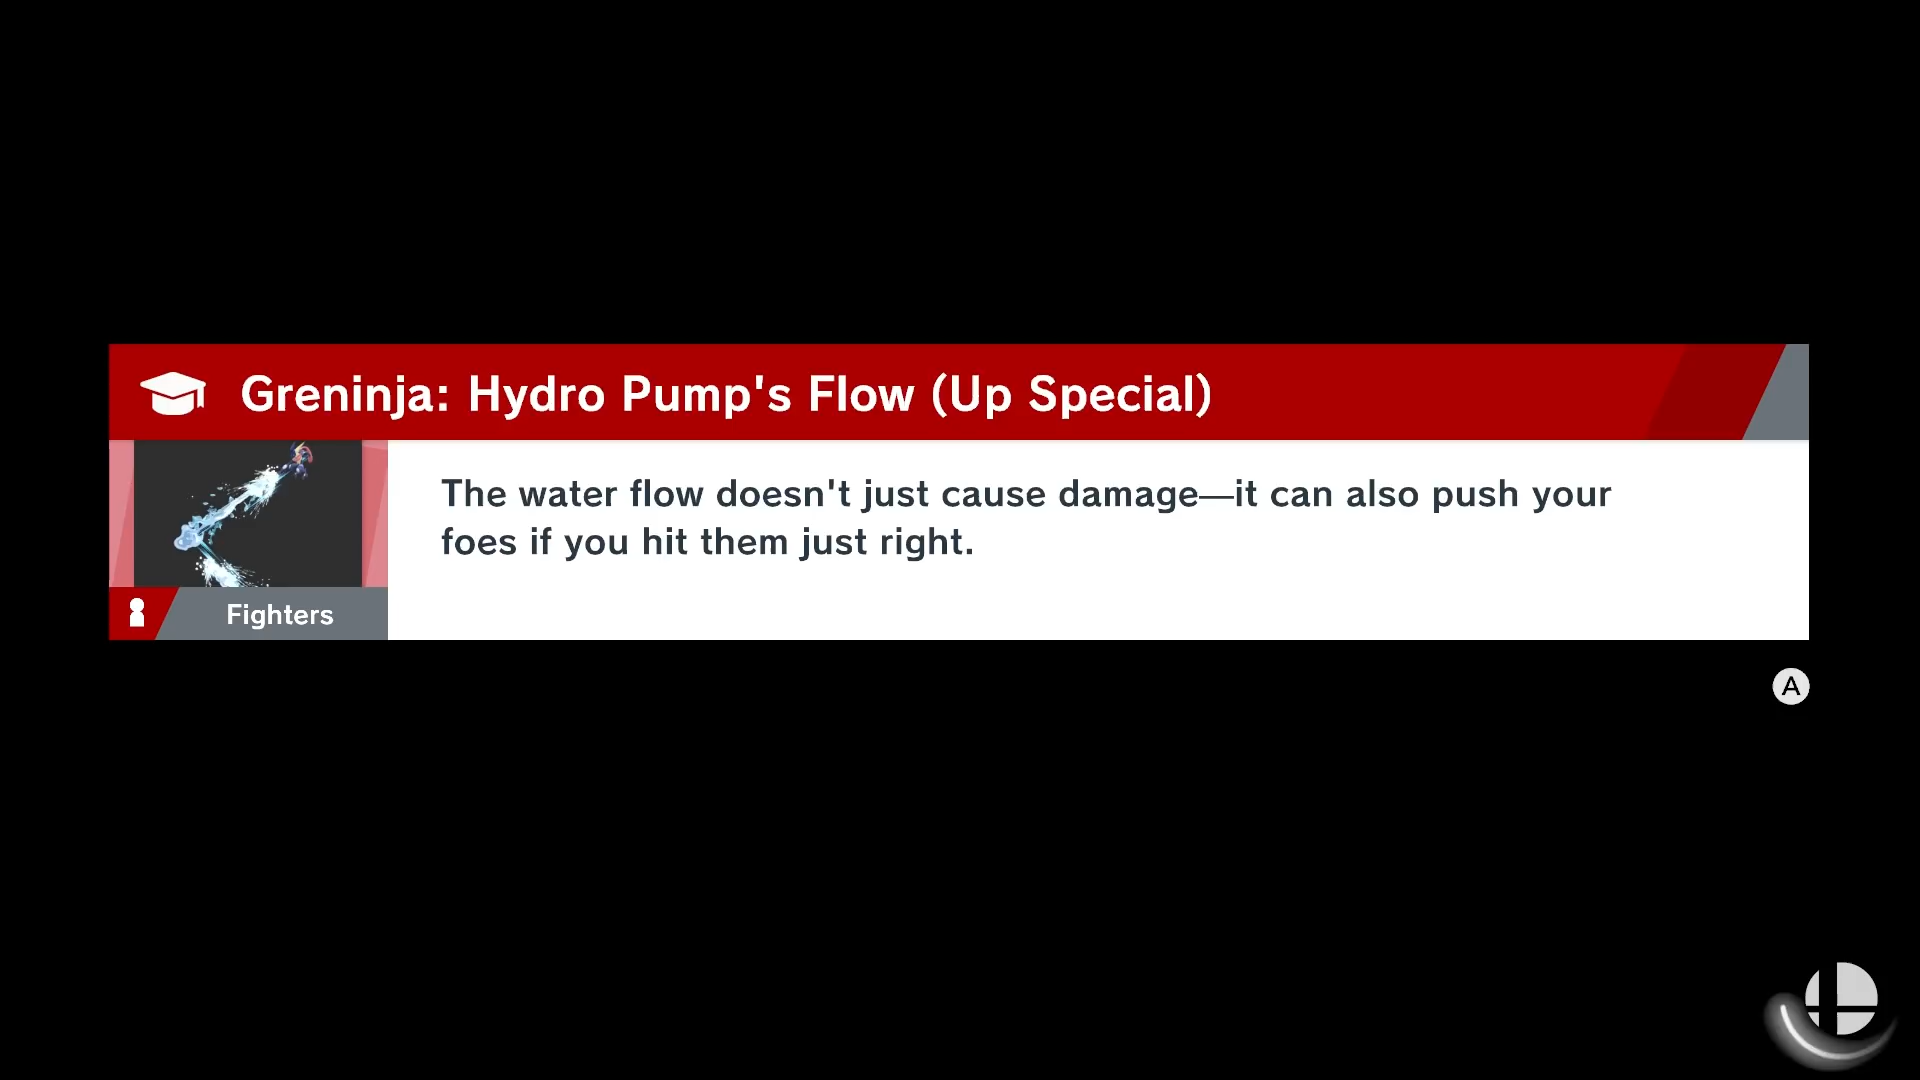 Greninja: Hydro Pump's Flow (Up Special)
The water flow doesn't just cause damage—it can also push your
foes if you hit them just right.
Fighters
A